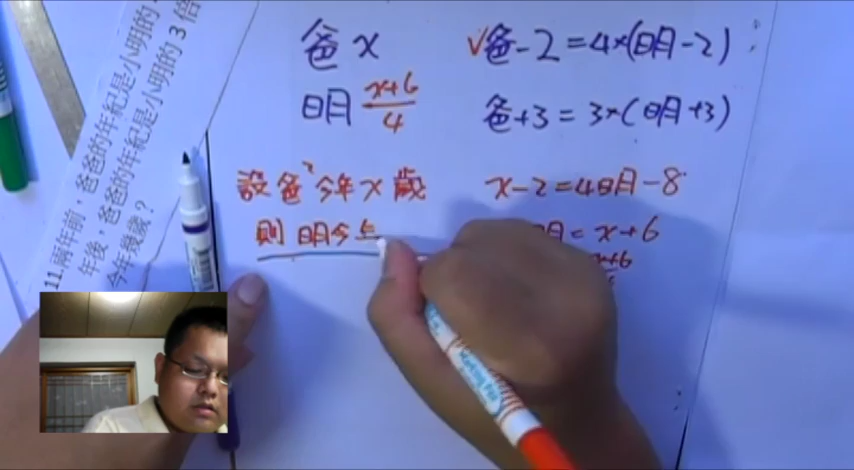 11.兩年前，爸爸的年紀是小明的
年後，爸爸的年紀是小明的3倍
今年幾歲？
爸 x
明 x+6/4
√爸-2=4×(明-2)
爸+3=3×(明+3)
設爸爸今年x歲
則明今
x-2=4明-8
明=x+6
x+6